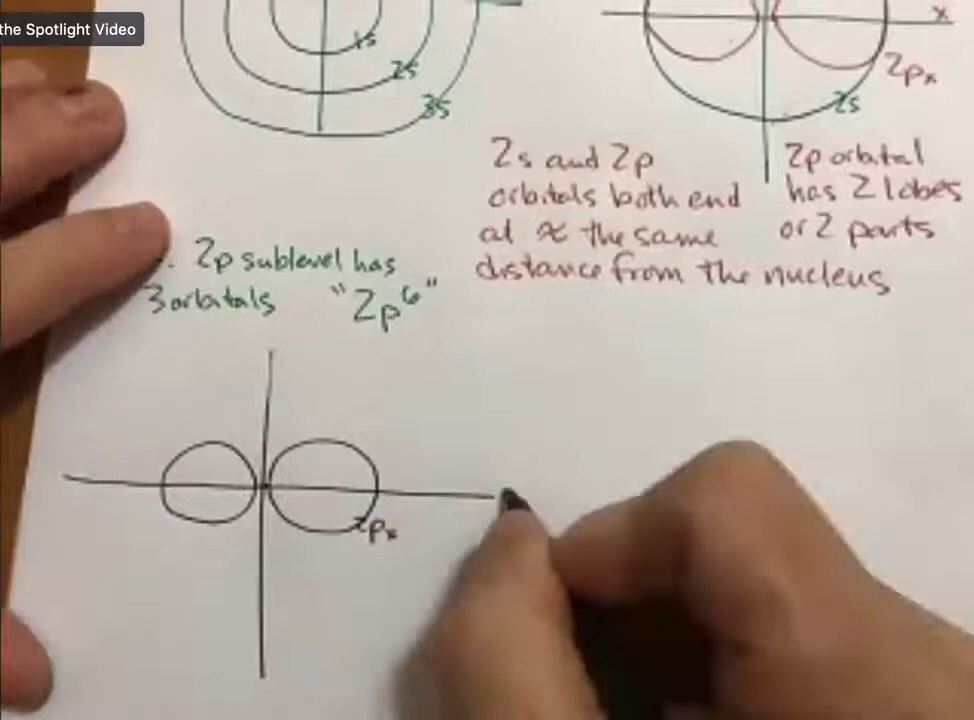 the Spotlight Video
1s
2s
3s
x
2px
2s
2s and 2p
orbitals both end
at ≈ the same
distance from the nucleus
2p orbital
has 2 lobes
or 2 parts
. 2p sublevel has
3 orbitals "2p⁶"
2px